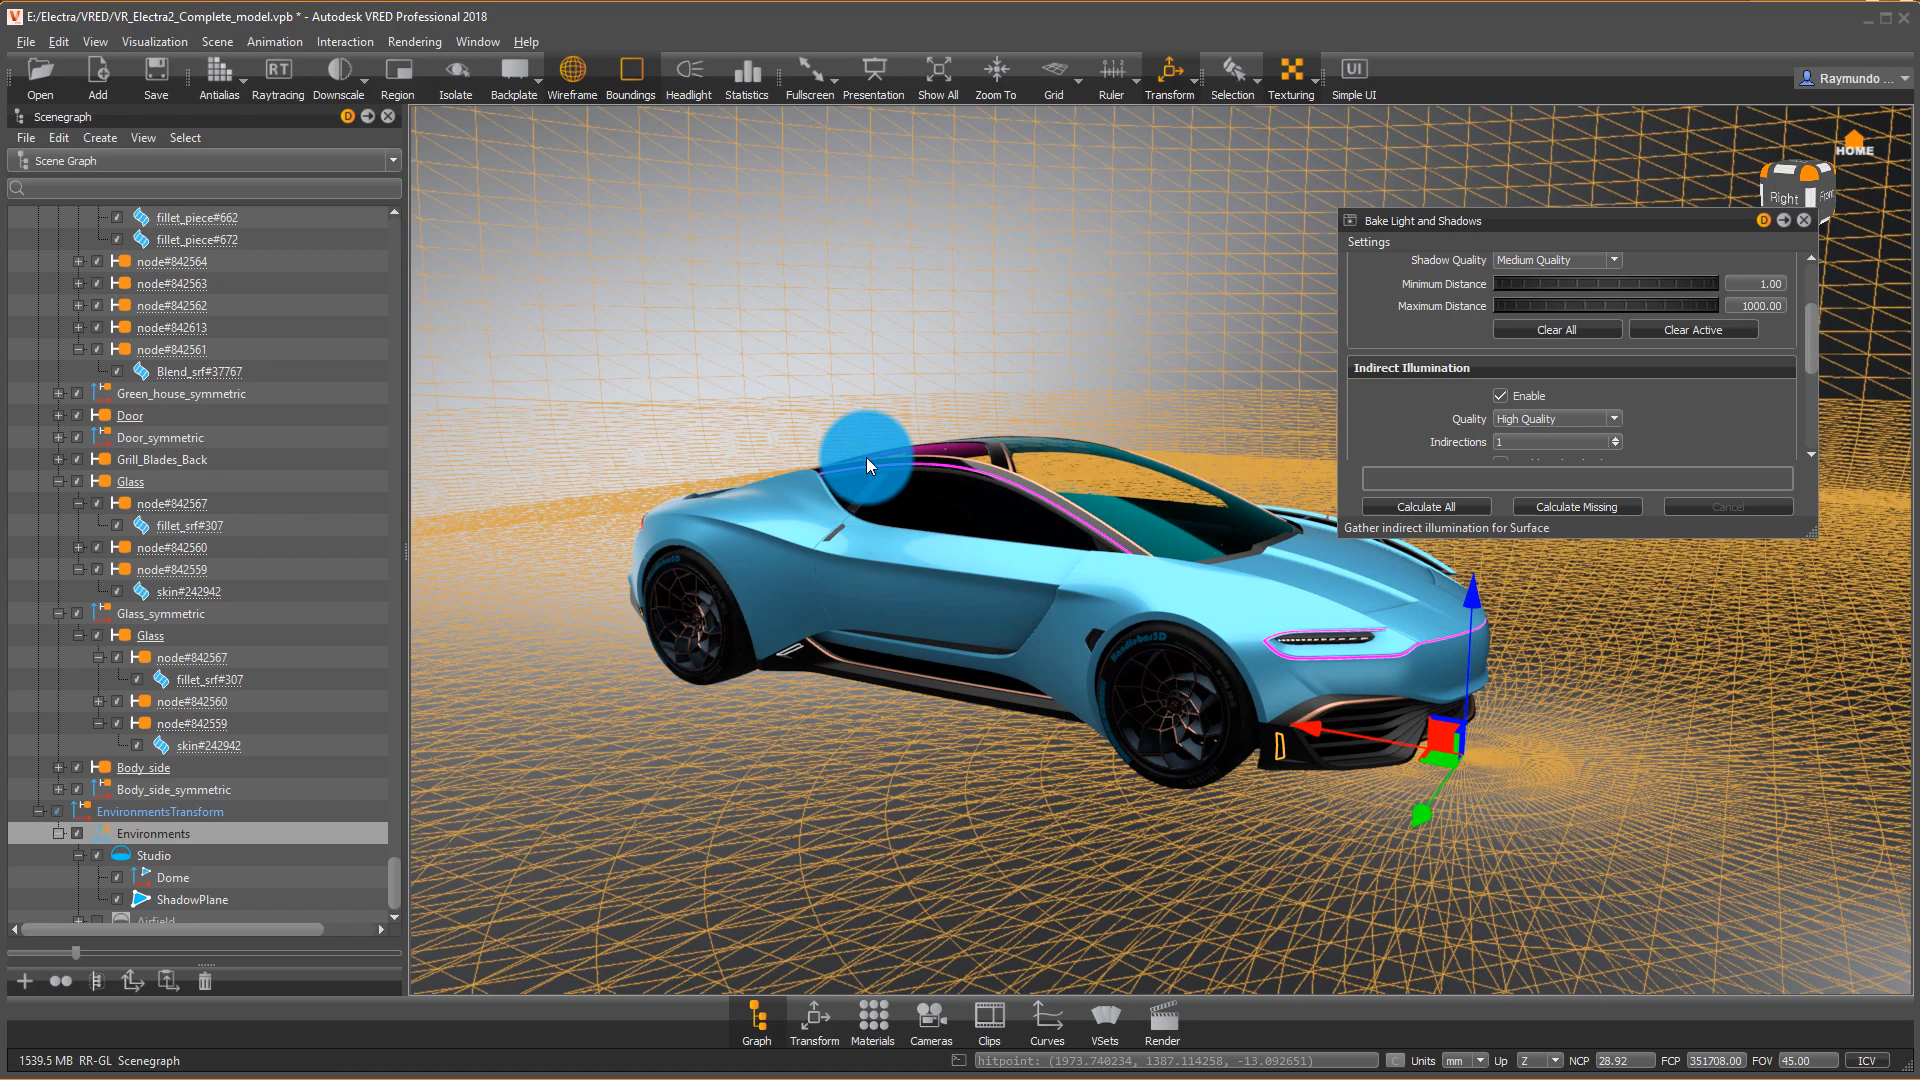 E:/Electra/VRED/VR_Electra2_Complete_model.vpb * - Autodesk VRED Professional 2018
File Edit View Visualization Scene Animation Interaction Rendering Window Help
Open Add Save Antialias Raytracing Downscale Region Isolate Backplate Wireframe Boundings Headlight Statistics Fullscreen Presentation Show All Zoom To Grid Ruler Transform Selection Texturing Simple UI
RT
UI
Raymundo ...
Scenegraph
File Edit Create View Select
Scene Graph
fillet_piece#662
fillet_piece#672
node#842564
node#842563
node#842562
node#842613
node#842561
Blend_srf#37767
Green_house_symmetric
Door
Door_symmetric
Grill_Blades_Back
Glass
node#842567
fillet_srf#307
node#842560
node#842559
skin#242942
Glass_symmetric
Glass
node#842567
fillet_srf#307
node#842560
node#842559
skin#242942
Body_side
Body_side_symmetric
EnvironmentsTransform
Environments
Studio
Dome
ShadowPlane
Airfield
HOME
Right
Front
Bake Light and Shadows
Settings
Shadow Quality Medium Quality
Minimum Distance 1.00
Maximum Distance 1000.00
Clear All Clear Active
Indirect Illumination
Enable
Quality High Quality
Indirections 1
Calculate All Calculate Missing Cancel
Gather indirect illumination for Surface
Graph Transform Materials Cameras Clips Curves VSets Render
1539.5 MB RR-GL Scenegraph
hitpoint: (1973.740234, 1387.114258, -13.092651)
C Units mm Up Z NCP 28.92 FCP 351708.00 FOV 45.00 ICV